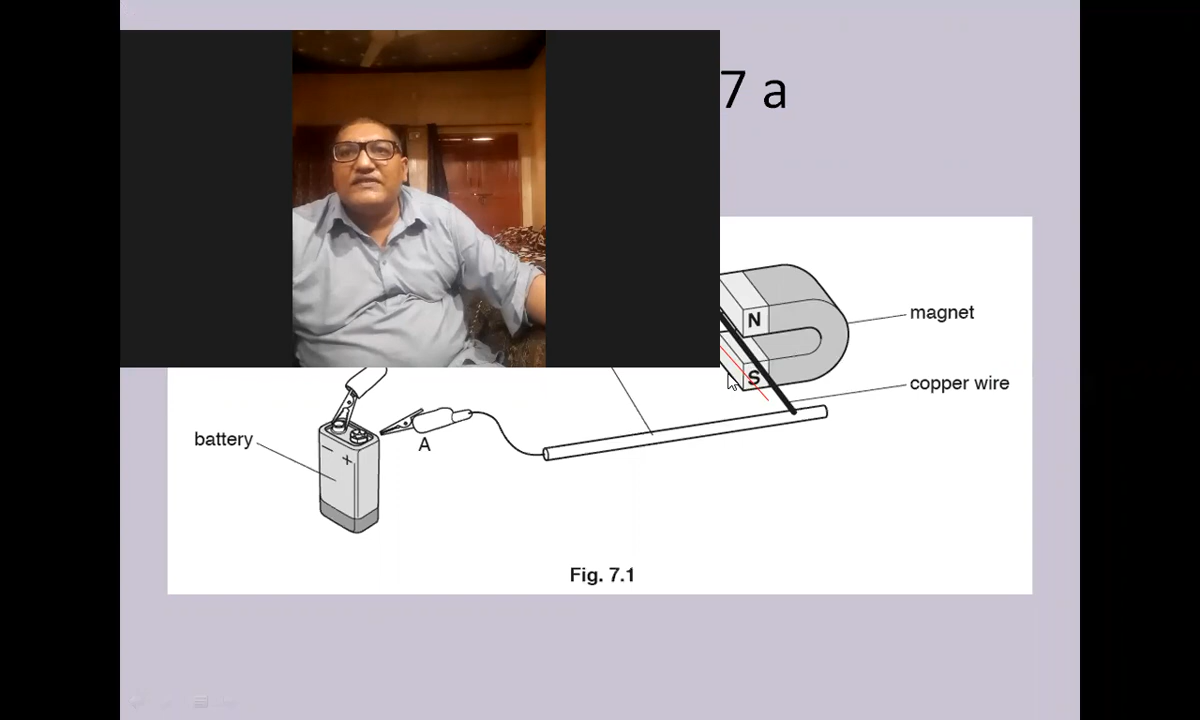 7 a
N
magnet
S
copper wire
battery
A
− +
Fig. 7.1